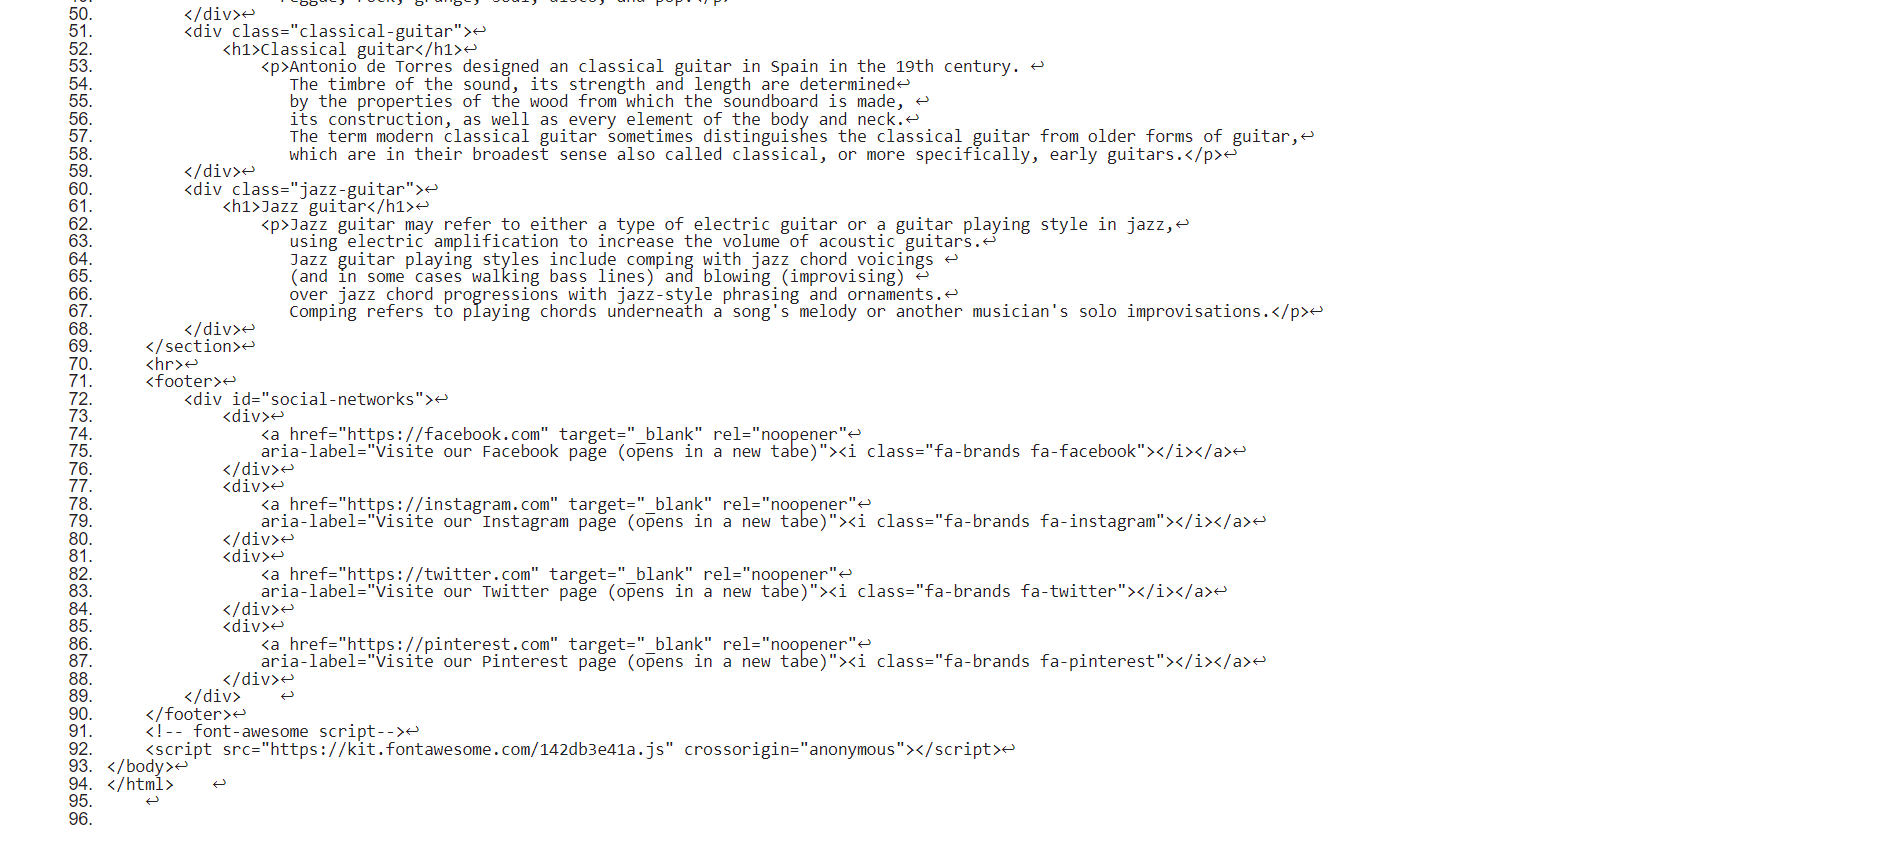 reggae, rock, grunge, soul, disco, and pop.</p>
50. </div>↩
51. <div class="classical-guitar">↩
52. <h1>Classical guitar</h1>↩
53. <p>Antonio de Torres designed an classical guitar in Spain in the 19th century. ↩
54. The timbre of the sound, its strength and length are determined↩
55. by the properties of the wood from which the soundboard is made, ↩
56. its construction, as well as every element of the body and neck.↩
57. The term modern classical guitar sometimes distinguishes the classical guitar from older forms of guitar,↩
58. which are in their broadest sense also called classical, or more specifically, early guitars.</p>↩
59. </div>↩
60. <div class="jazz-guitar">↩
61. <h1>Jazz guitar</h1>↩
62. <p>Jazz guitar may refer to either a type of electric guitar or a guitar playing style in jazz,↩
63. using electric amplification to increase the volume of acoustic guitars.↩
64. Jazz guitar playing styles include comping with jazz chord voicings ↩
65. (and in some cases walking bass lines) and blowing (improvising) ↩
66. over jazz chord progressions with jazz-style phrasing and ornaments.↩
67. Comping refers to playing chords underneath a song's melody or another musician's solo improvisations.</p>↩
68. </div>↩
69. </section>↩
70. <hr>↩
71. <footer>↩
72. <div id="social-networks">↩
73. <div>↩
74. <a href="https://facebook.com" target="_blank" rel="noopener"↩
75. aria-label="Visite our Facebook page (opens in a new tabe)"><i class="fa-brands fa-facebook"></i></a>↩
76. </div>↩
77. <div>↩
78. <a href="https://instagram.com" target="_blank" rel="noopener"↩
79. aria-label="Visite our Instagram page (opens in a new tabe)"><i class="fa-brands fa-instagram"></i></a>↩
80. </div>↩
81. <div>↩
82. <a href="https://twitter.com" target="_blank" rel="noopener"↩
83. aria-label="Visite our Twitter page (opens in a new tabe)"><i class="fa-brands fa-twitter"></i></a>↩
84. </div>↩
85. <div>↩
86. <a href="https://pinterest.com" target="_blank" rel="noopener"↩
87. aria-label="Visite our Pinterest page (opens in a new tabe)"><i class="fa-brands fa-pinterest"></i></a>↩
88. </div>↩
89. </div> ↩
90. </footer>↩
91. <!-- font-awesome script-->↩
92. <script src="https://kit.fontawesome.com/142db3e41a.js" crossorigin="anonymous"></script>↩
93. </body>↩
94. </html> ↩
95. ↩
96.